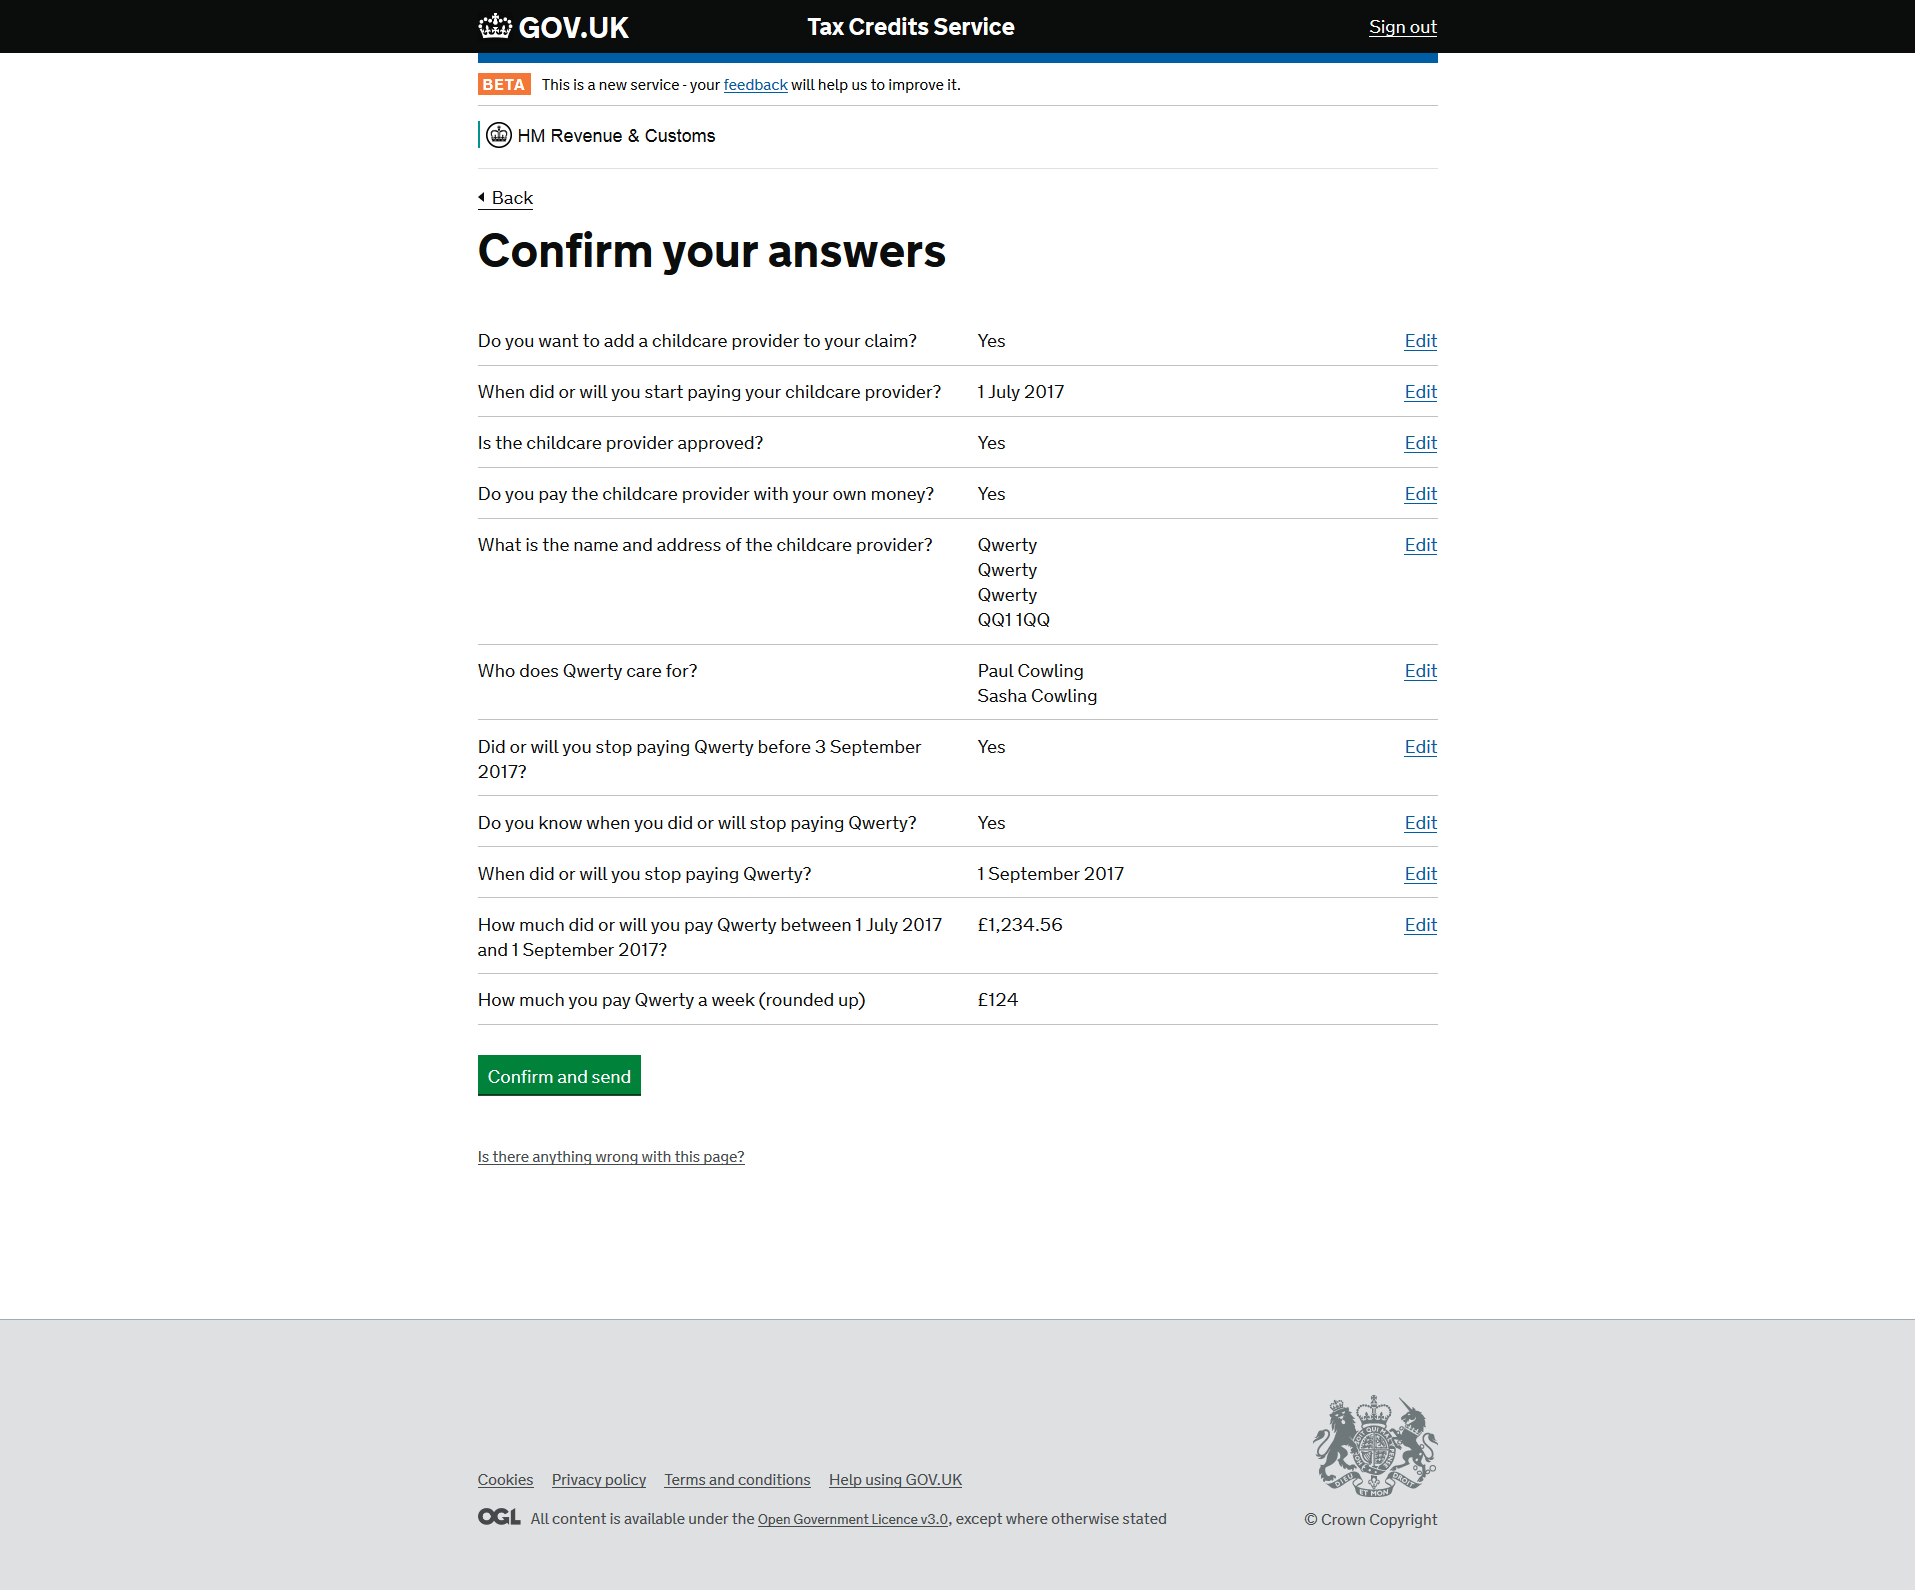 GOV.UK Tax Credits Service Sign out
BETA This is a new service - your feedback will help us to improve it.
HM Revenue & Customs
Back
Confirm your answers
Do you want to add a childcare provider to your claim? Yes Edit
When did or will you start paying your childcare provider? 1 July 2017 Edit
Is the childcare provider approved? Yes Edit
Do you pay the childcare provider with your own money? Yes Edit
What is the name and address of the childcare provider? Qwerty Edit
Qwerty
Qwerty
QQ1 1QQ
Who does Qwerty care for? Paul Cowling Edit
Sasha Cowling
Did or will you stop paying Qwerty before 3 September Yes Edit
2017?
Do you know when you did or will stop paying Qwerty? Yes Edit
When did or will you stop paying Qwerty? 1 September 2017 Edit
How much did or will you pay Qwerty between 1 July 2017 £1,234.56 Edit
and 1 September 2017?
How much you pay Qwerty a week (rounded up) £124
Confirm and send
Is there anything wrong with this page?
Cookies Privacy policy Terms and conditions Help using GOV.UK
DIEU ET MON DROIT
OGL All content is available under the Open Government Licence v3.0, except where otherwise stated
© Crown Copyright